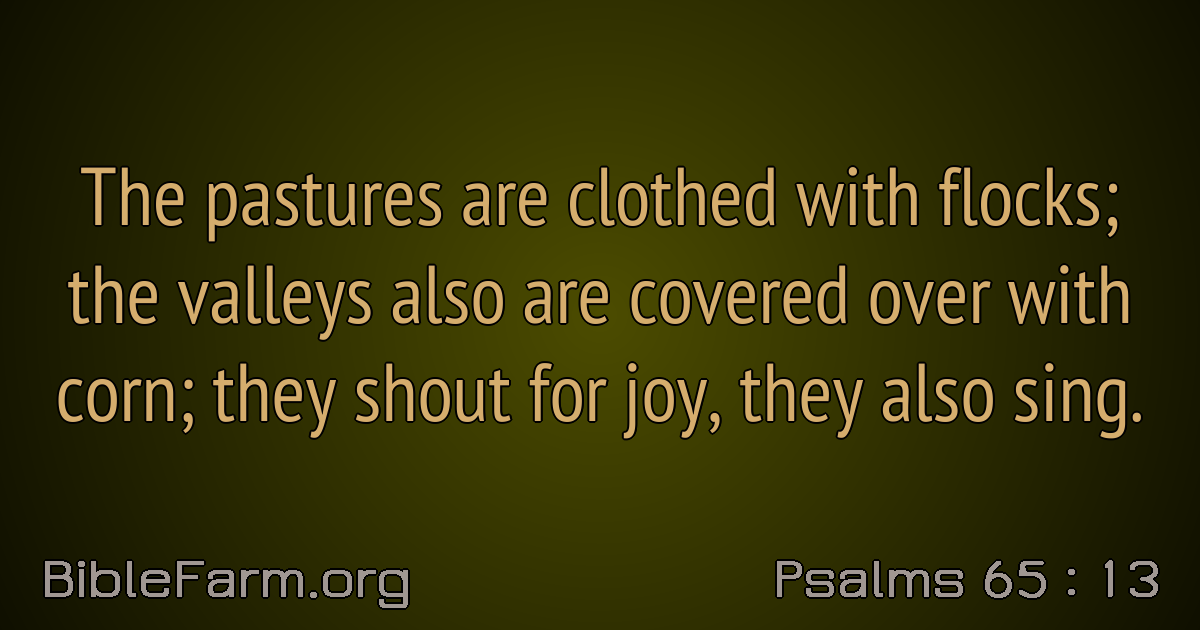 The pastures are clothed with flocks;
the valleys also are covered over with
corn; they shout for joy, they also sing.
BibleFarm.org
Psalms 65 : 13